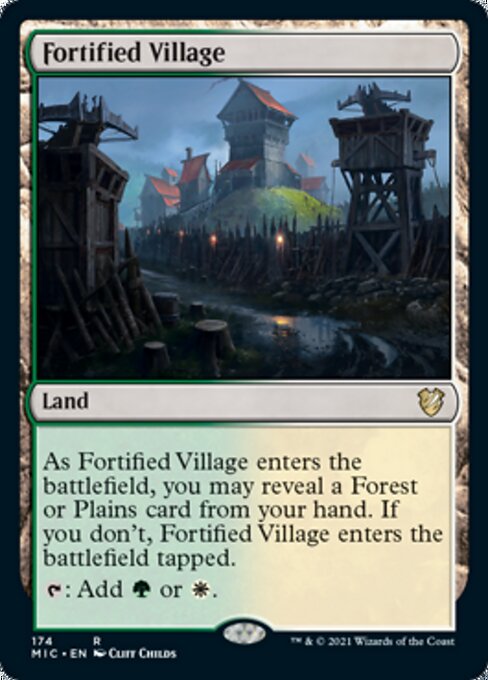 Fortified Village
Land
As Fortified Village enters the
battlefield, you may reveal a Forest
or Plains card from your hand. If
you don't, Fortified Village enters the
battlefield tapped.
: Add or .
174 R
MIC • EN Cliff Childs
™ & © 2021 Wizards of the Coast